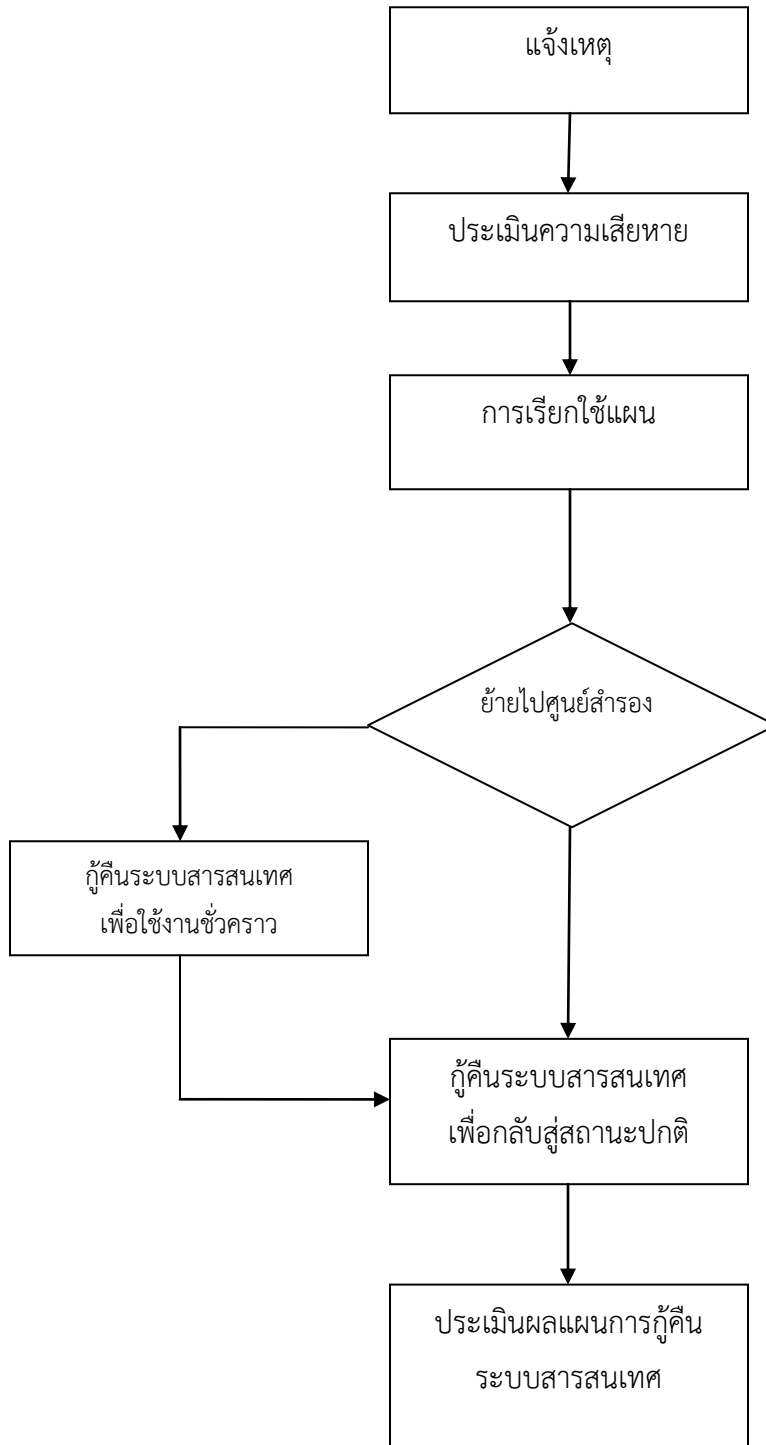 แจ้งเหตุ
ประเมินความเสียหาย
การเรียกใช้แผน
ย้ายไปศูนย์สำรอง
กู้คืนระบบสารสนเทศ
เพื่อใช้งานชั่วคราว
กู้คืนระบบสารสนเทศ
เพื่อกลับสู่สถานะปกติ
ประเมินผลแผนการกู้คืน
ระบบสารสนเทศ